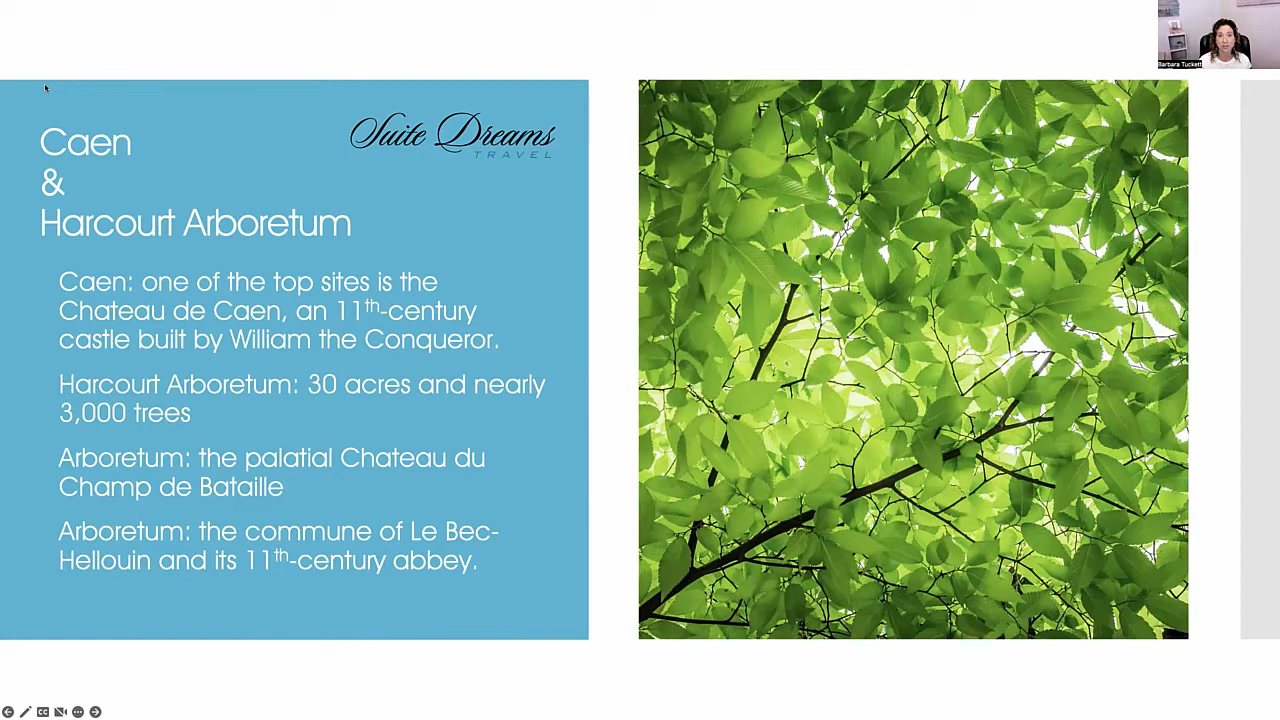 Barbara Tuckett
Suite Dreams
TRAVEL
Caen
&
Harcourt Arboretum
Caen: one of the top sites is the
Chateau de Caen, an 11th-century
castle built by William the Conqueror.
Harcourt Arboretum: 30 acres and nearly
3,000 trees
Arboretum: the palatial Chateau du
Champ de Bataille
Arboretum: the commune of Le Bec-
Hellouin and its 11th-century abbey.
CC